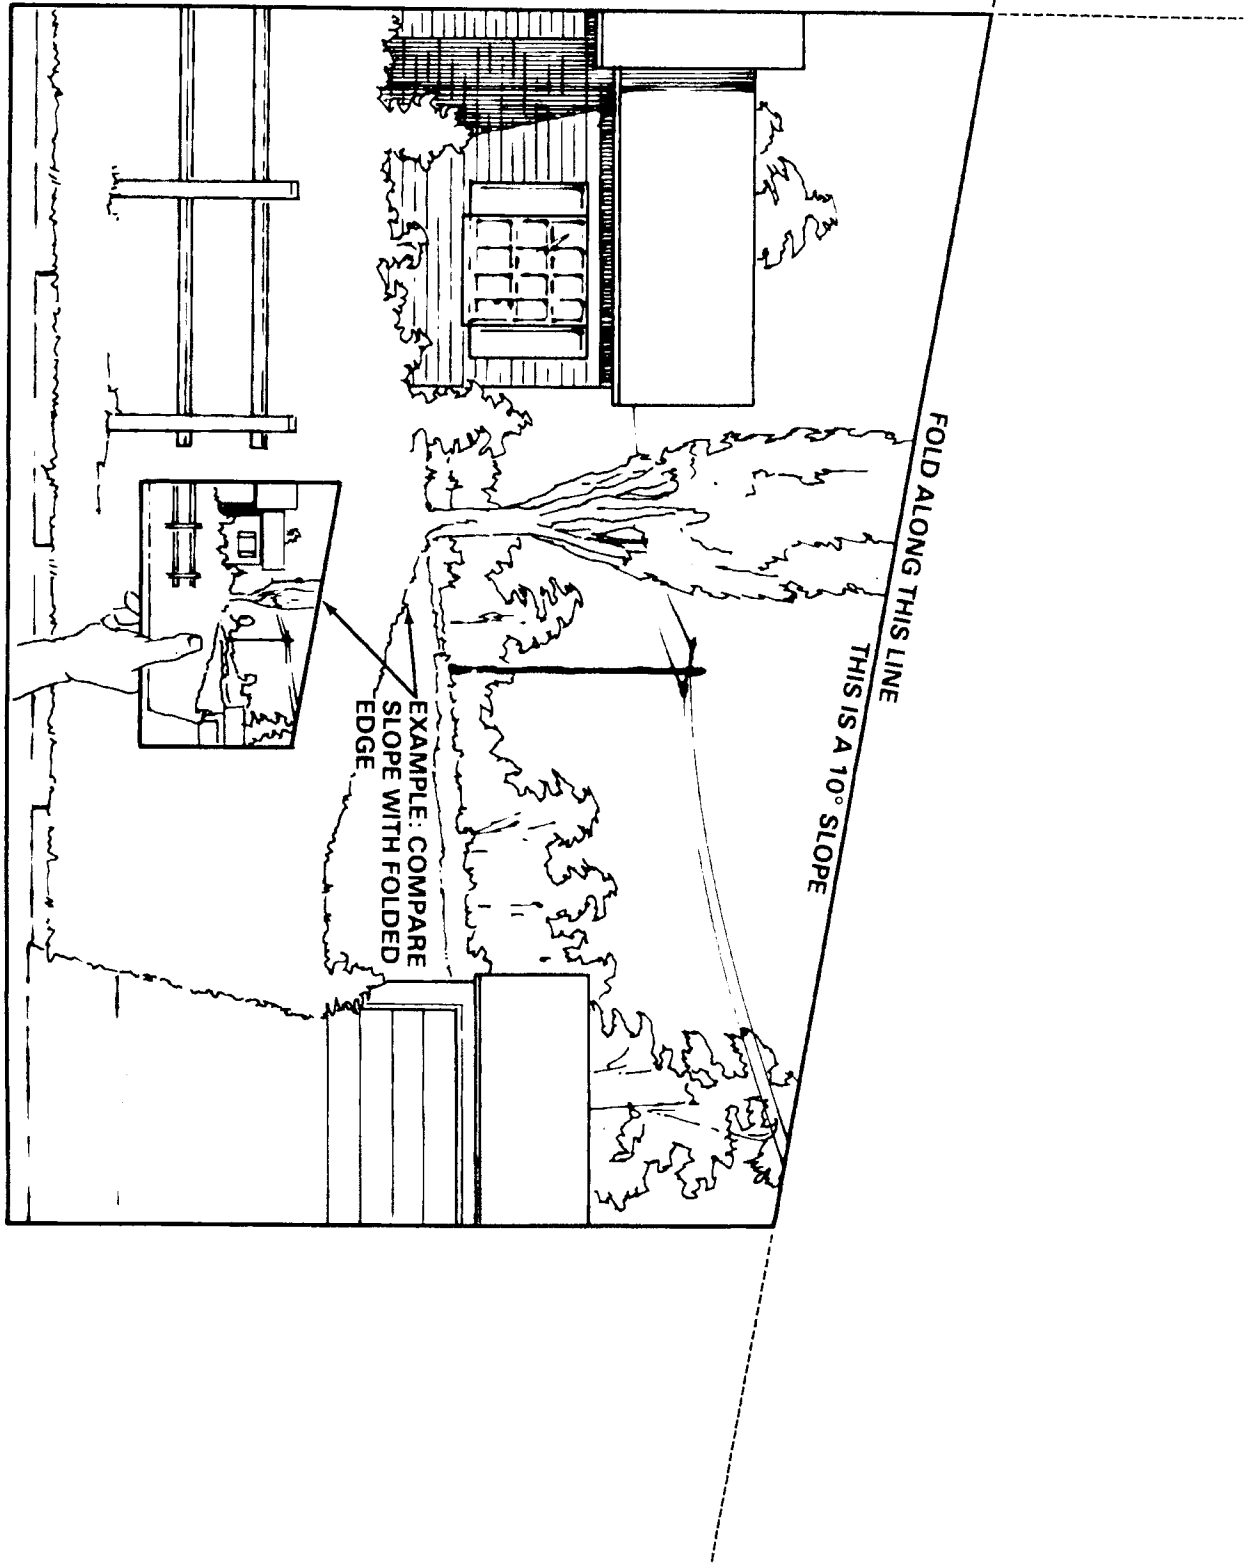 FOLD ALONG THIS LINE
THIS IS A 10° SLOPE
EXAMPLE: COMPARE
SLOPE WITH FOLDED
EDGE